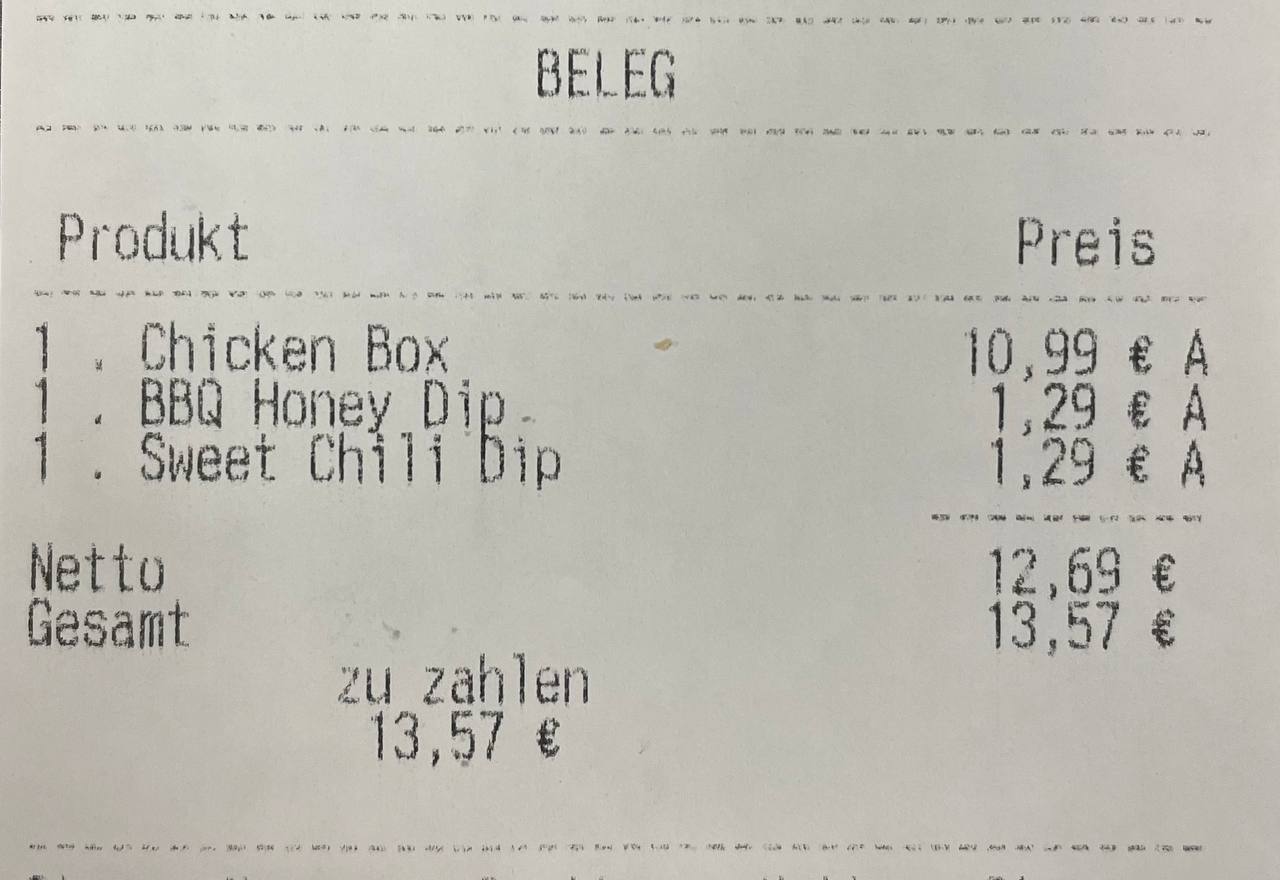 BELEG
Produkt Preis
1 . Chicken Box 10,99 € A
1 . BBQ Honey Dip 1,29 € A
1 . Sweet Chili Dip 1,29 € A
Netto 12,69 €
Gesamt 13,57 €
zu zahlen
13,57 €